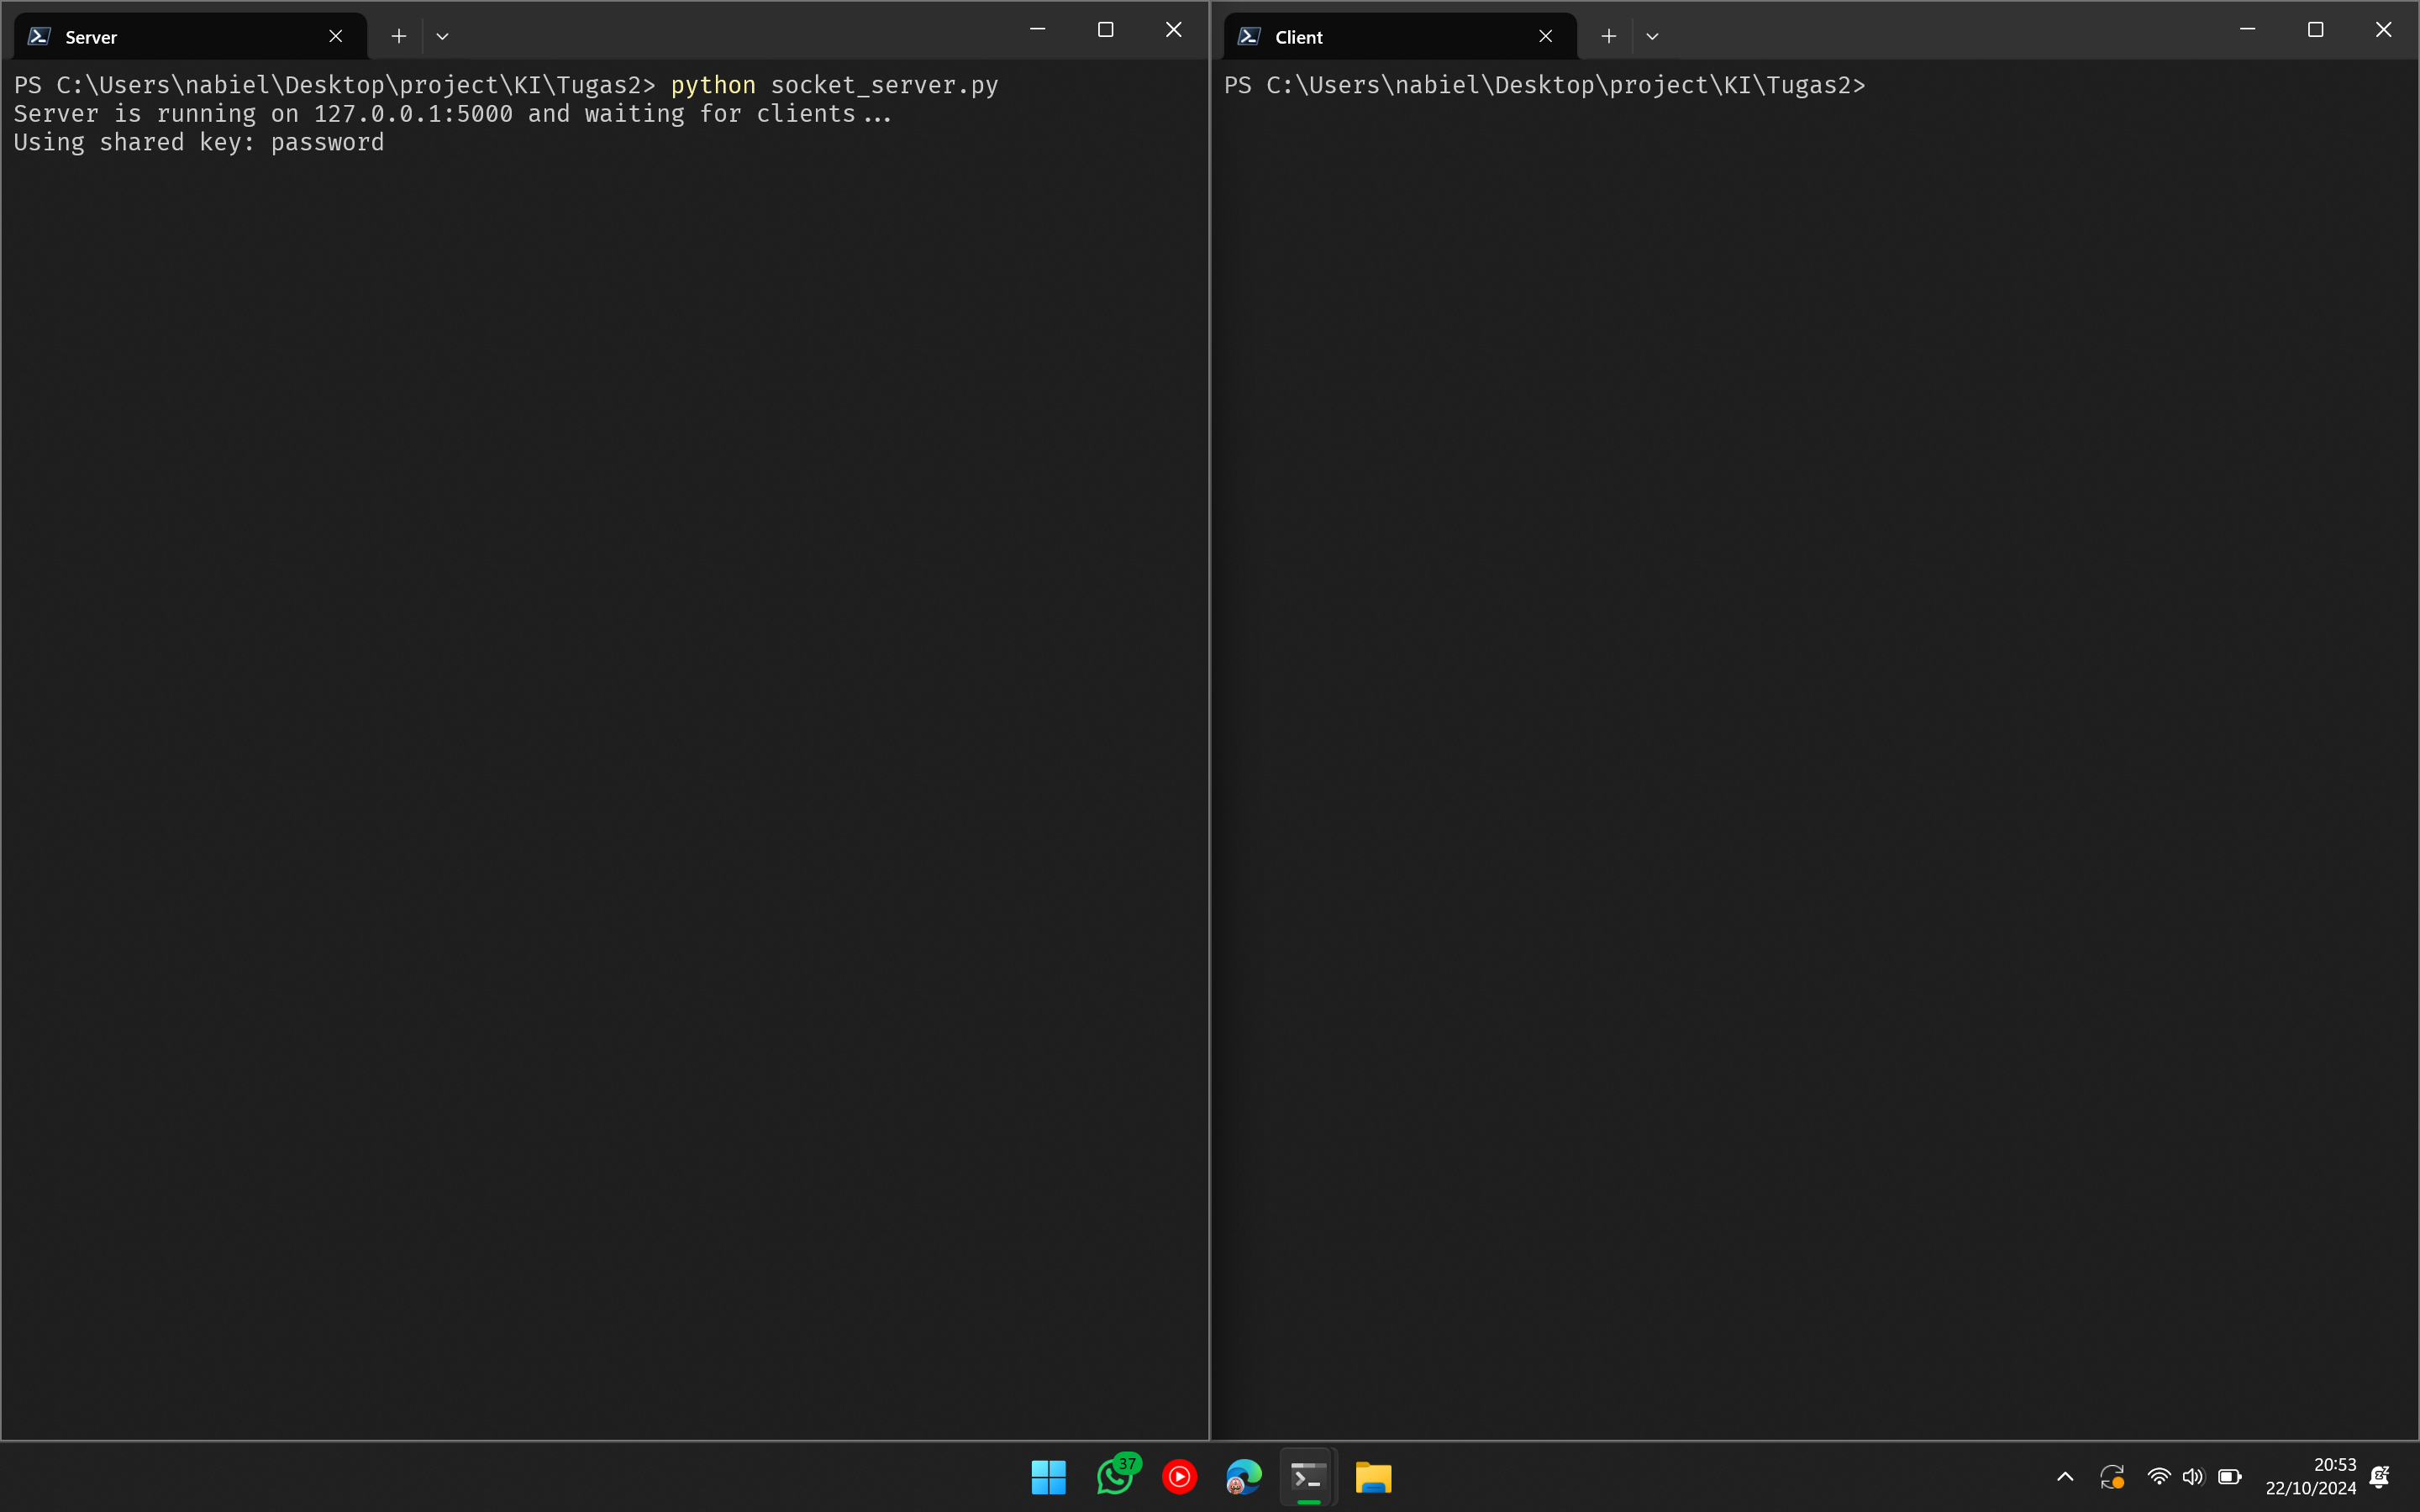 Server
PS C:\Users\nabiel\Desktop\project\KI\Tugas2> python socket_server.py
Server is running on 127.0.0.1:5000 and waiting for clients...
Using shared key: password
Client
PS C:\Users\nabiel\Desktop\project\KI\Tugas2>
37
20:53
22/10/2024